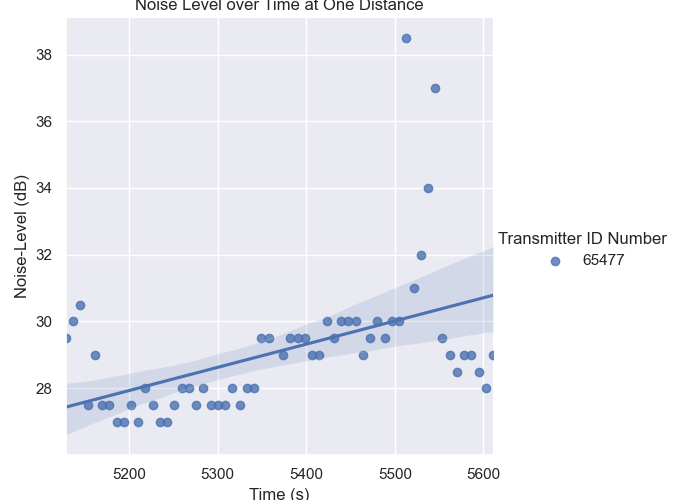 Noise Level over Time at One Distance
38
36
34
32
30
28
Noise-Level (dB)
5200 5300 5400 5500 5600
Time (s)
Transmitter ID Number
65477